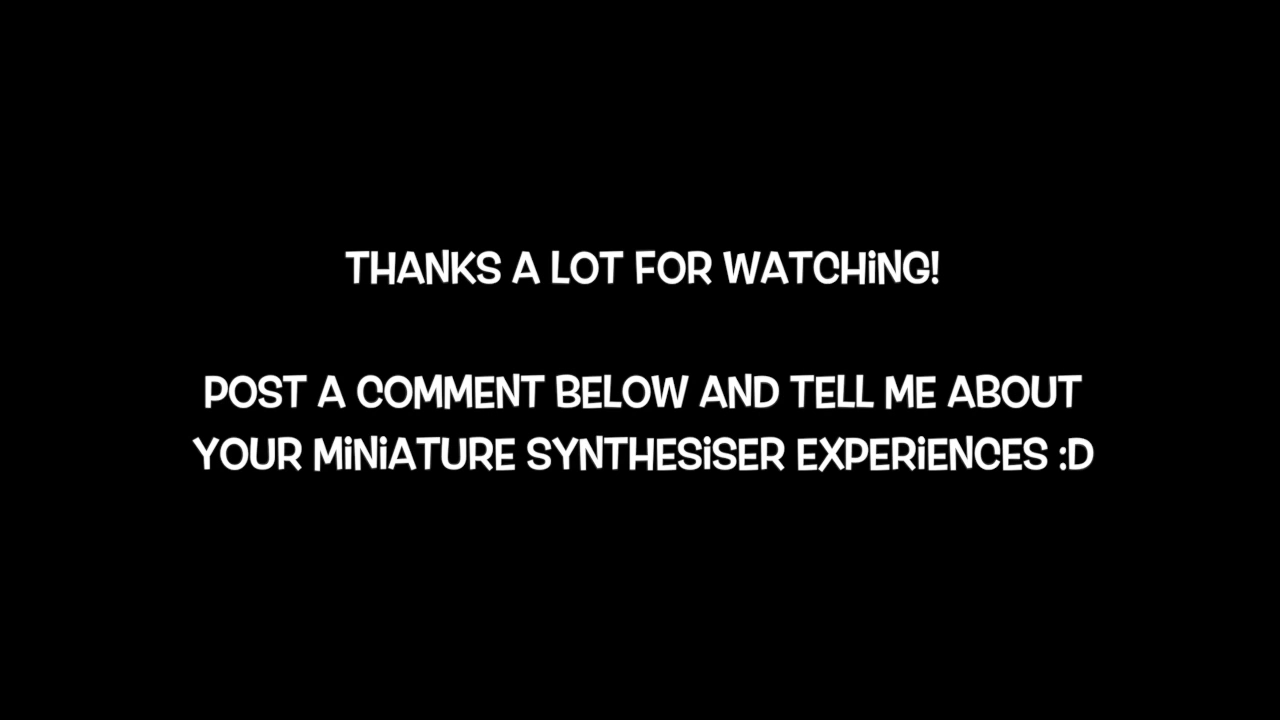 THANKS A LOT FOR WATCHiNG!
POST A COMMENT BELOW AND TELL ME ABOUT
YOUR MiNiATURE SYNTHESiSER EXPERiENCES :D